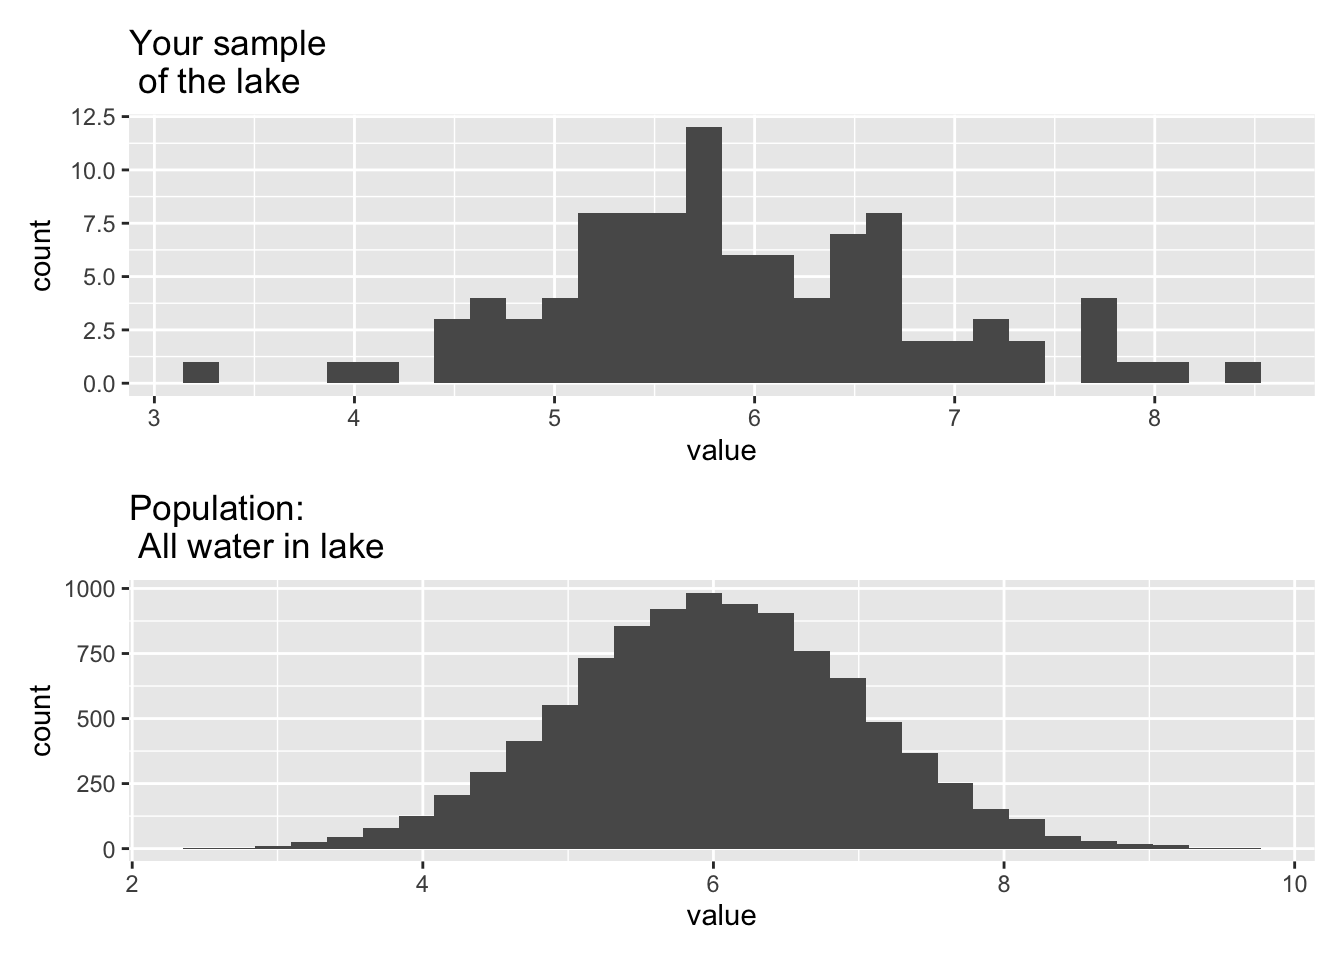 Your sample
of the lake
12.5
10.0
7.5
5.0
2.5
0.0
count
3 4 5 6 7 8
value
Population:
All water in lake
1000
750
500
250
0
count
2 4 6 8 10
value